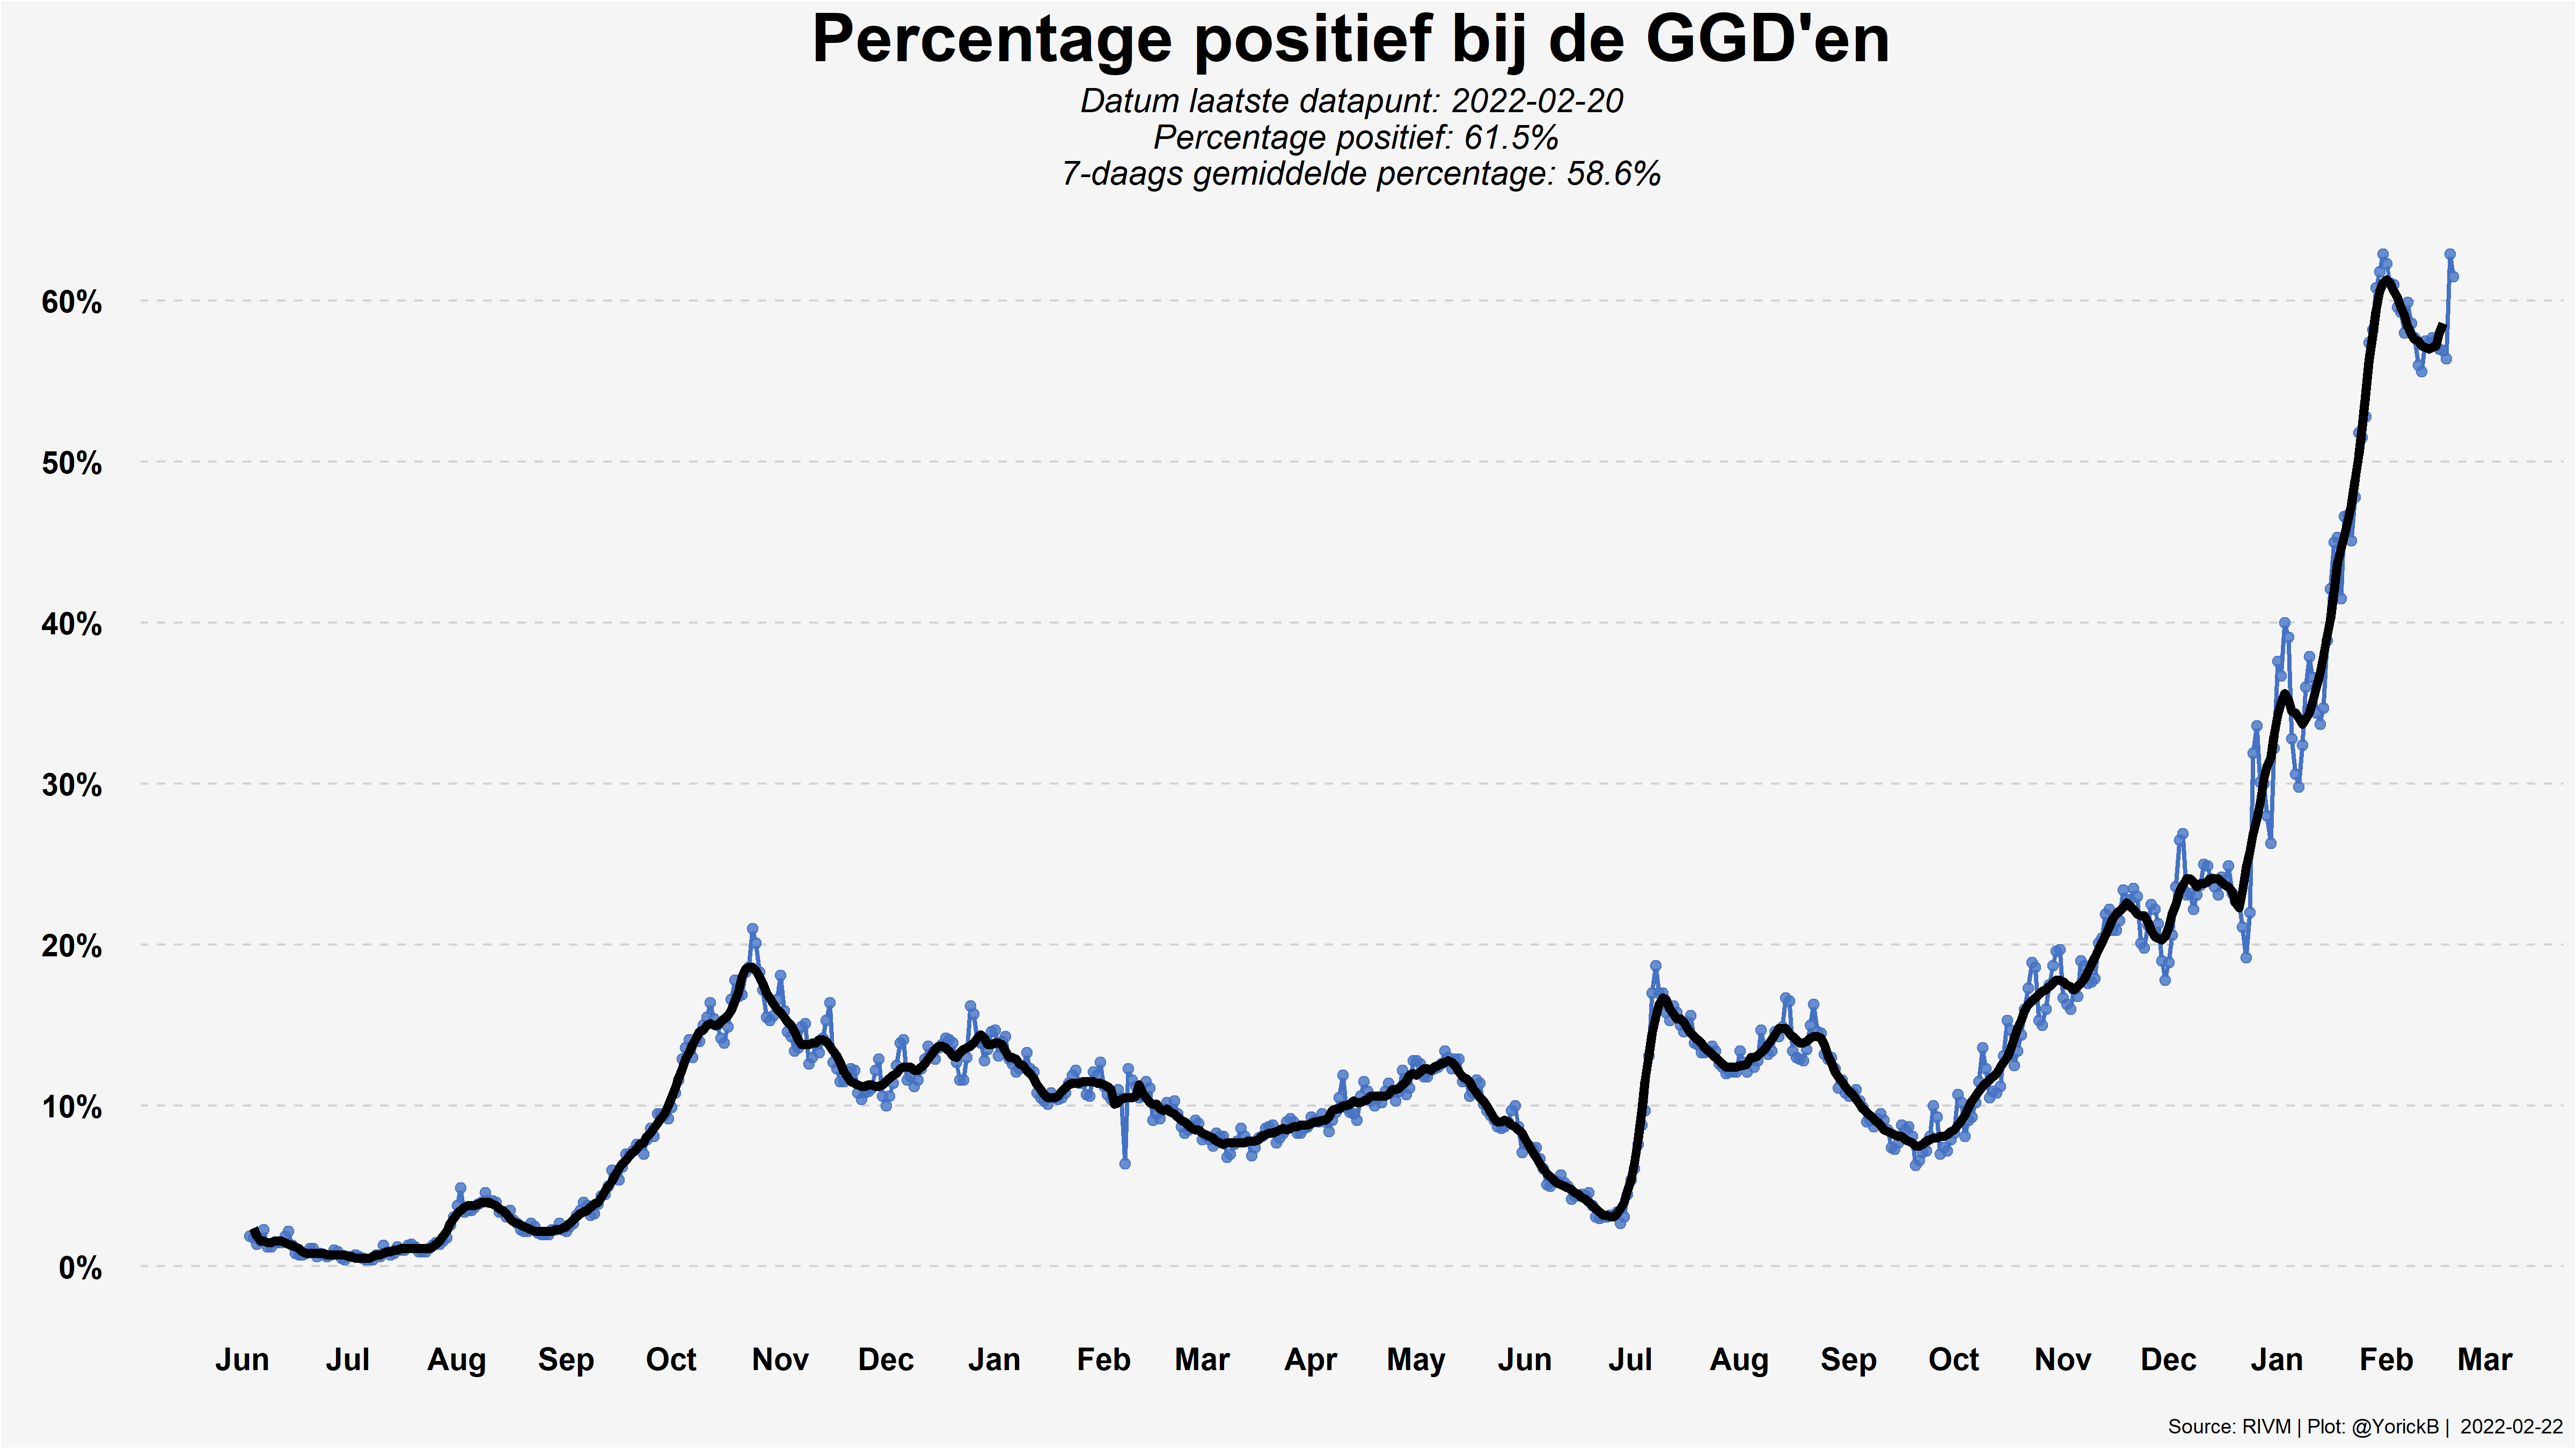 Percentage positief bij de GGD'en
Datum laatste datapunt: 2022-02-20
Percentage positief: 61.5%
7-daags gemiddelde percentage: 58.6%
60%
50%
40%
30%
20%
10%
0%
Jun Jul Aug Sep Oct Nov Dec Jan Feb Mar Apr May Jun Jul Aug Sep Oct Nov Dec Jan Feb Mar
Source: RIVM | Plot: @YorickB | 2022-02-22